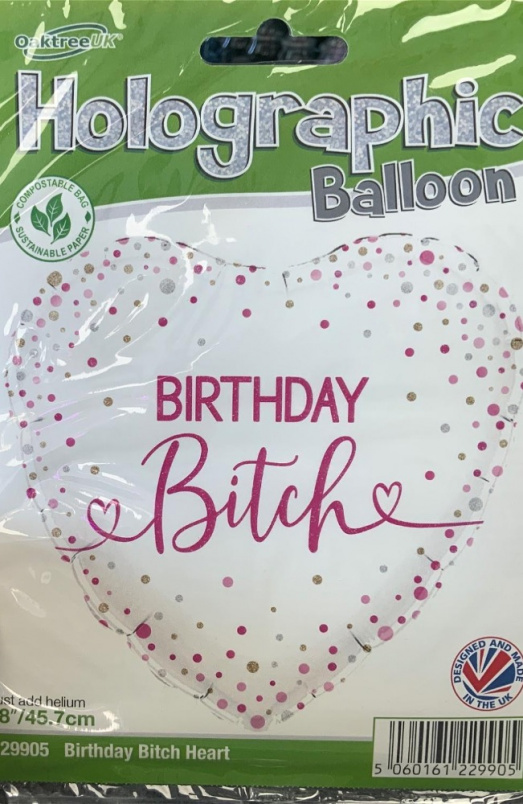 OaktreeUK
Holographic
Balloon
COMPOSTABLE BAG
SUSTAINABLE PAPER
BIRTHDAY
Bitch
DESIGNED AND MADE
IN THE UK
ust add helium
8"/45.7cm
29905 Birthday Bitch Heart
5 060161 229905